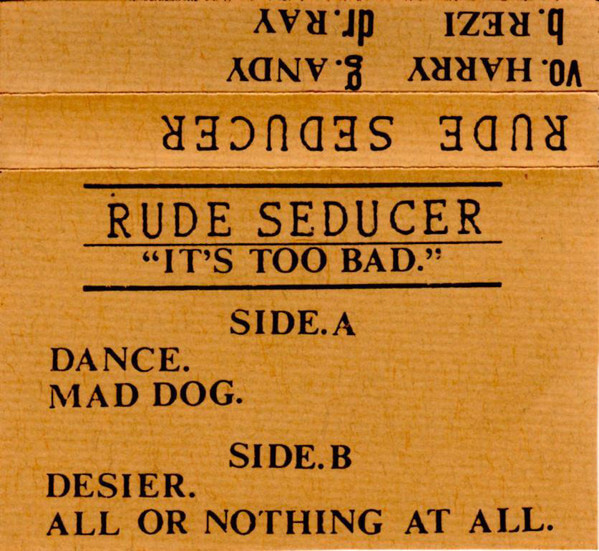 RUDE SEDUCER
vo. HARRY g. ANDY
b. REZI dr. RAY
RUDE SEDUCER
“IT'S TOO BAD.”
SIDE. A
DANCE.
MAD DOG.
SIDE. B
DESIER.
ALL OR NOTHING AT ALL.